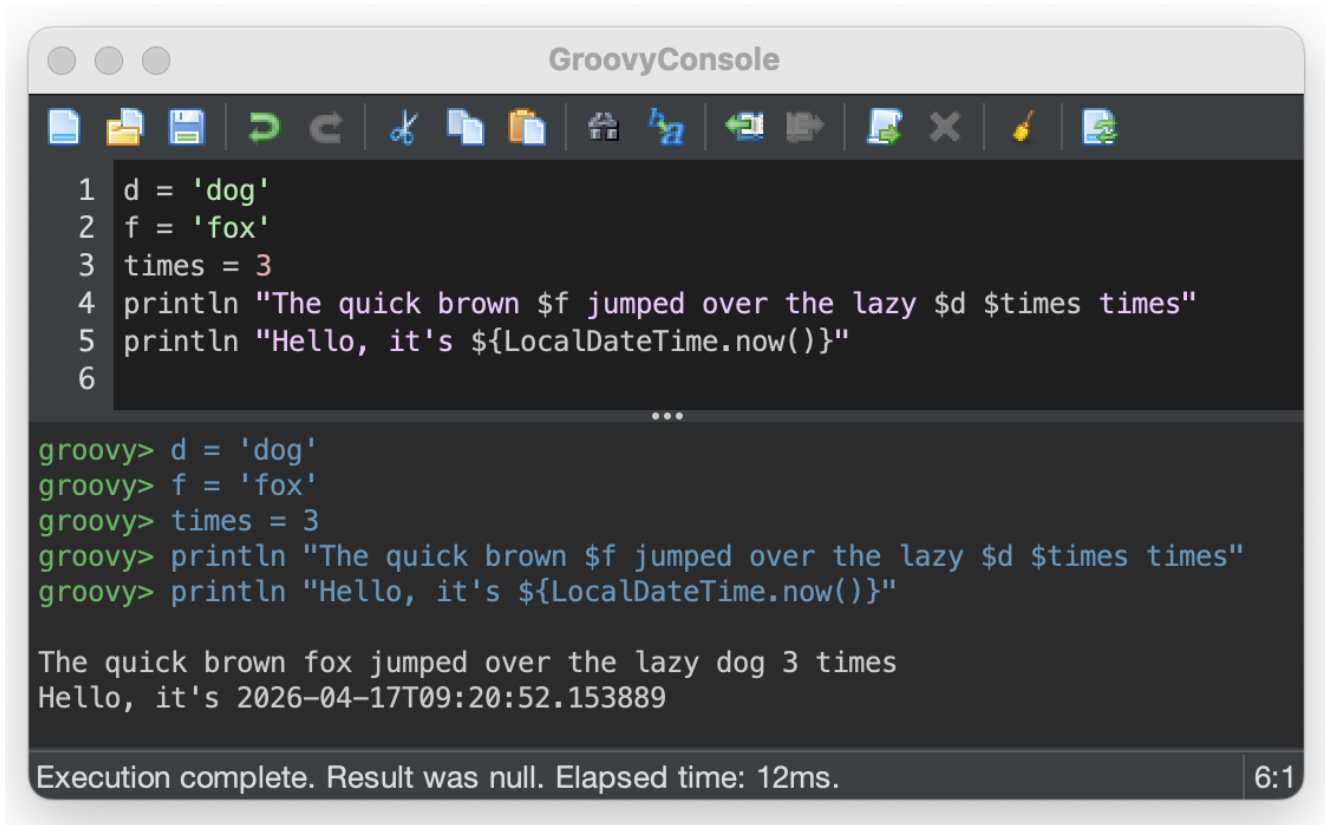 GroovyConsole
1 d = 'dog'
2 f = 'fox'
3 times = 3
4 println "The quick brown $f jumped over the lazy $d $times times"
5 println "Hello, it's ${LocalDateTime.now()}"
6
groovy> d = 'dog'
groovy> f = 'fox'
groovy> times = 3
groovy> println "The quick brown $f jumped over the lazy $d $times times"
groovy> println "Hello, it's ${LocalDateTime.now()}"
The quick brown fox jumped over the lazy dog 3 times
Hello, it's 2026-04-17T09:20:52.153889
Execution complete. Result was null. Elapsed time: 12ms. 6:1